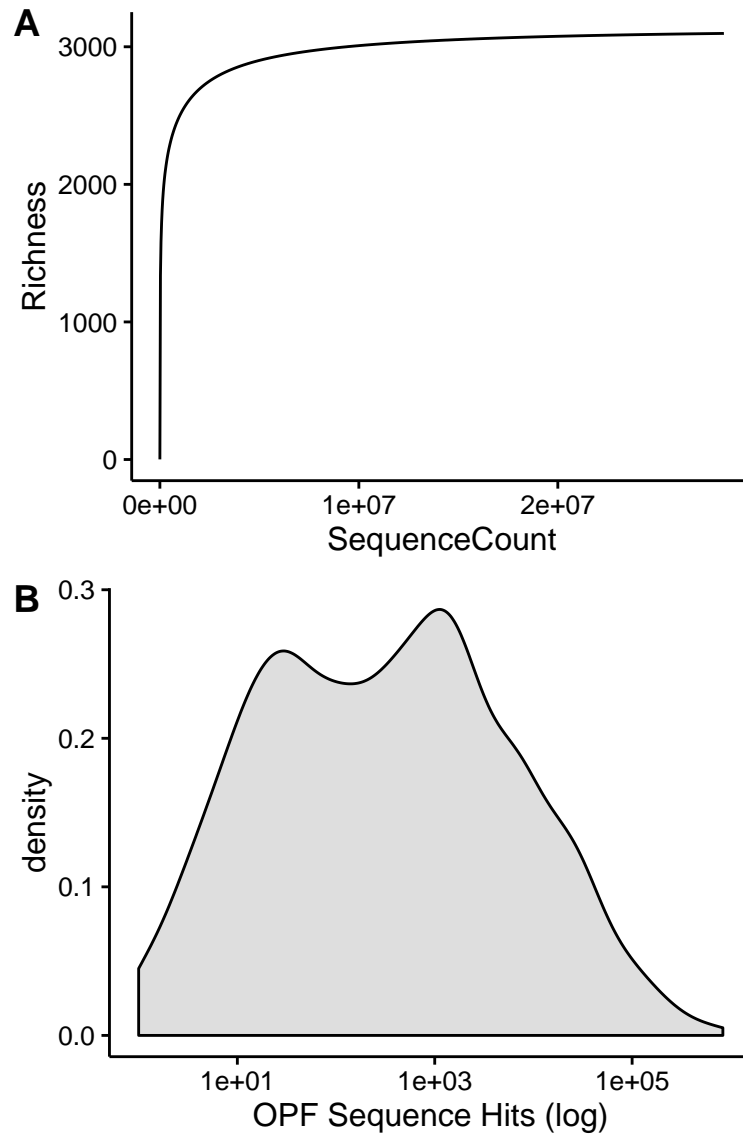 A
3000
2000
1000
0
Richness
0e+00 1e+07 2e+07
SequenceCount
B
0.3
0.2
0.1
0.0
density
1e+01 1e+03 1e+05
OPF Sequence Hits (log)